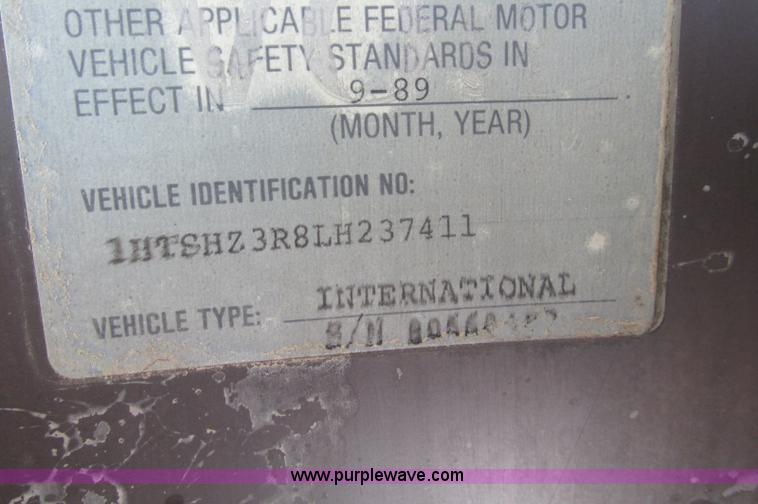 OTHER APPLICABLE FEDERAL MOTOR
VEHICLE SAFETY STANDARDS IN
EFFECT IN 9-89 .
(MONTH, YEAR)
VEHICLE IDENTIFICATION NO:
1HTSHZ3R8LH237411
VEHICLE TYPE: INTERNATIONAL
S/N
www.purplewave.com